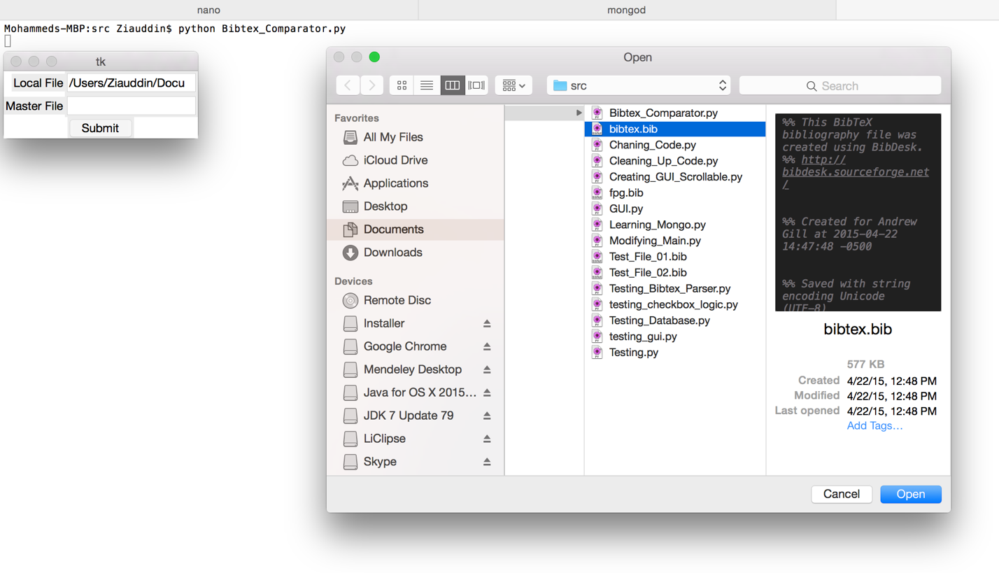 nano
mongod
Mohammeds-MBP:src Ziauddin$ python Bibtex_Comparator.py
tk
Local File /Users/Ziauddin/Docu
Master File
Submit
Open
src
Search
Favorites
All My Files
iCloud Drive
Applications
Desktop
Documents
Downloads
Devices
Remote Disc
Installer
Google Chrome
Mendeley Desktop
Java for OS X 2015...
JDK 7 Update 79
LiClipse
Skype
Bibtex_Comparator.py
bibtex.bib
Chaning_Code.py
Cleaning_Up_Code.py
Creating_GUI_Scrollable.py
fpg.bib
GUI.py
Learning_Mongo.py
Modifying_Main.py
Test_File_01.bib
Test_File_02.bib
Testing_Bibtex_Parser.py
testing_checkbox_logic.py
Testing_Database.py
testing_gui.py
Testing.py
%% This BibTeX
bibliography file was
created using BibDesk.
%% http://
bibdesk.sourceforge.net
/
%% Created for Andrew
Gill at 2015-04-22
14:47:48 -0500
%% Saved with string
encoding Unicode
(UTF-8)
bibtex.bib
577 KB
Created 4/22/15, 12:48 PM
Modified 4/22/15, 12:48 PM
Last opened 4/22/15, 12:48 PM
Add Tags...
Cancel
Open